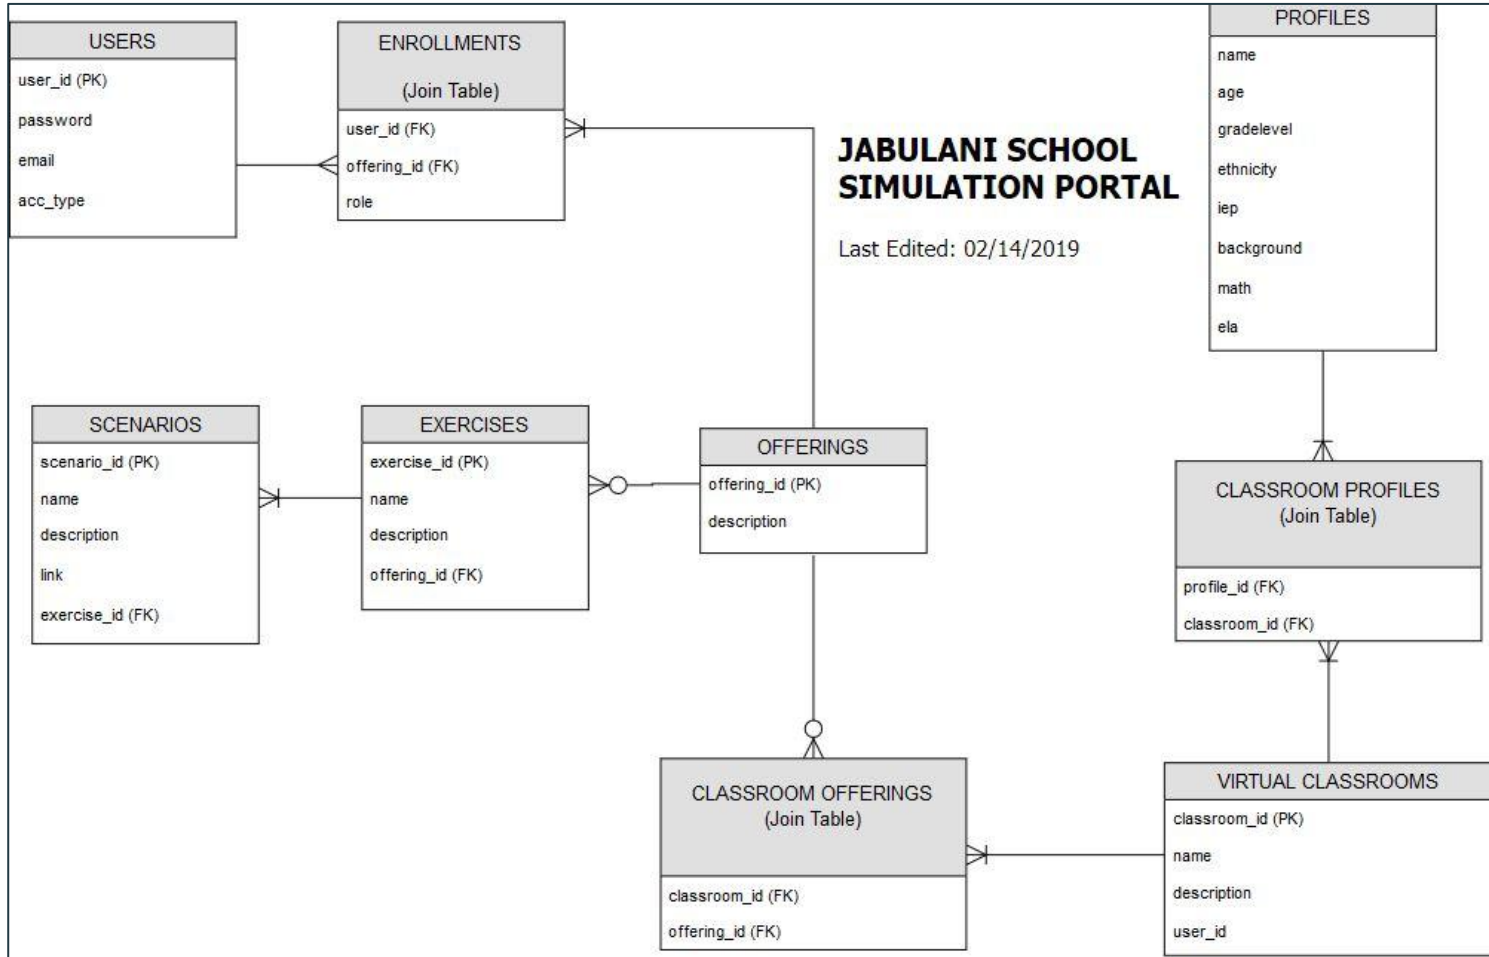 USERS
user_id (PK)
password
email
acc_type
ENROLLMENTS
(Join Table)
user_id (FK)
offering_id (FK)
role
JABULANI SCHOOL
SIMULATION PORTAL
Last Edited: 02/14/2019
PROFILES
name
age
gradelevel
ethnicity
iep
background
math
ela
SCENARIOS
scenario_id (PK)
name
description
link
exercise_id (FK)
EXERCISES
exercise_id (PK)
name
description
offering_id (FK)
OFFERINGS
offering_id (PK)
description
CLASSROOM PROFILES
(Join Table)
profile_id (FK)
classroom_id (FK)
CLASSROOM OFFERINGS
(Join Table)
classroom_id (FK)
offering_id (FK)
VIRTUAL CLASSROOMS
classroom_id (PK)
name
description
user_id